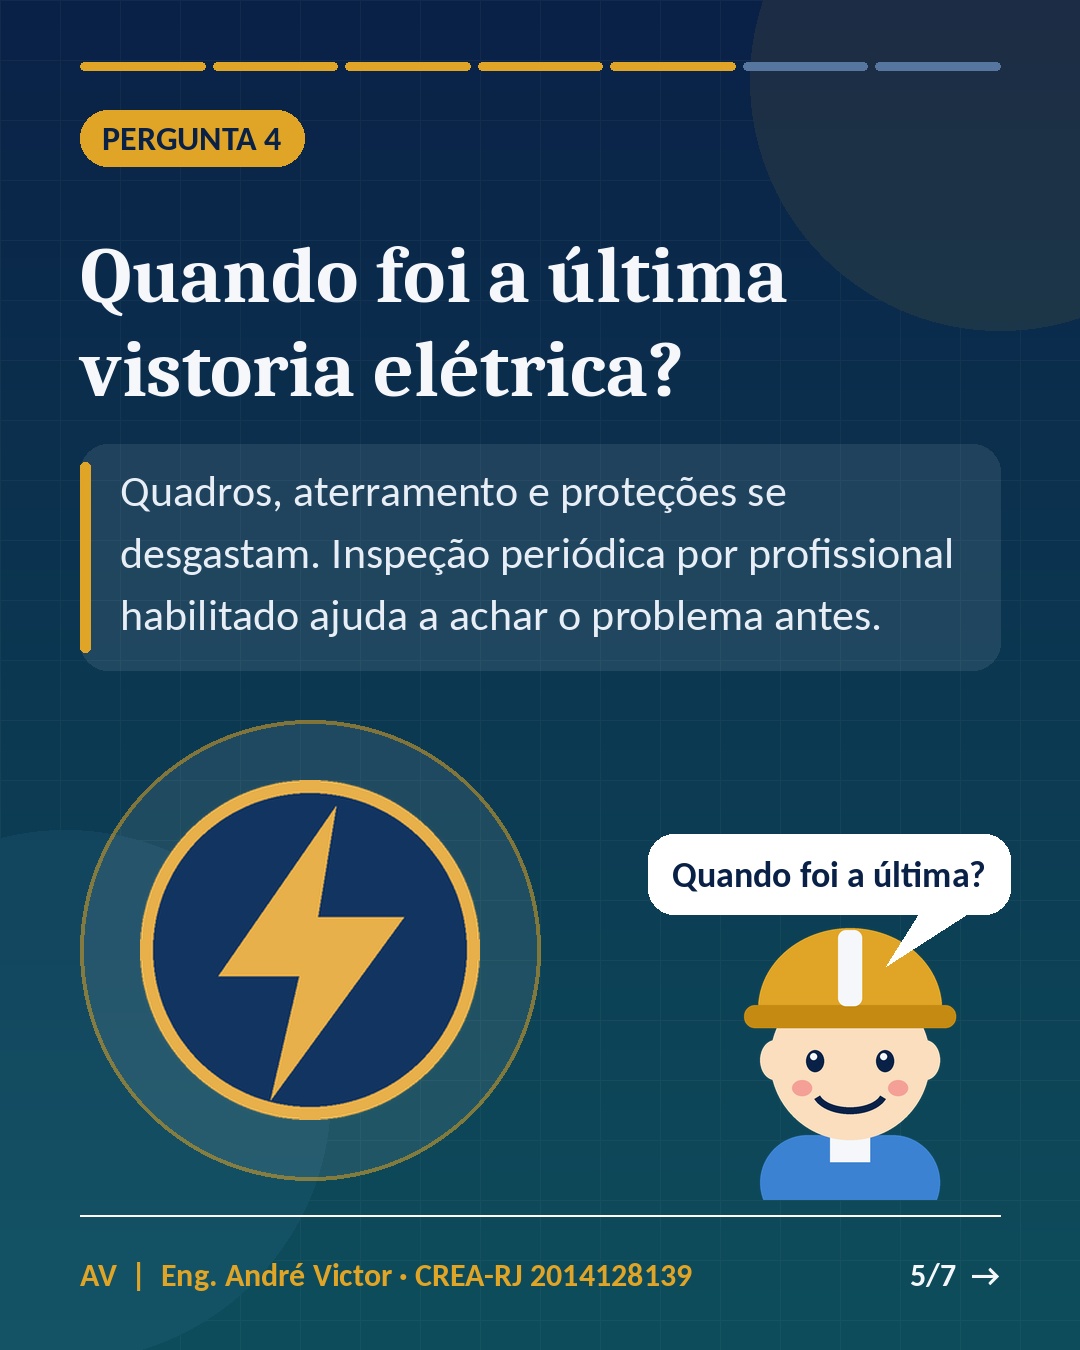 PERGUNTA 4
Quando foi a última
vistoria elétrica?
Quadros, aterramento e proteções se
desgastam. Inspeção periódica por profissional
habilitado ajuda a achar o problema antes.
Quando foi a última?
AV | Eng. André Victor · CREA-RJ 2014128139
5/7 →